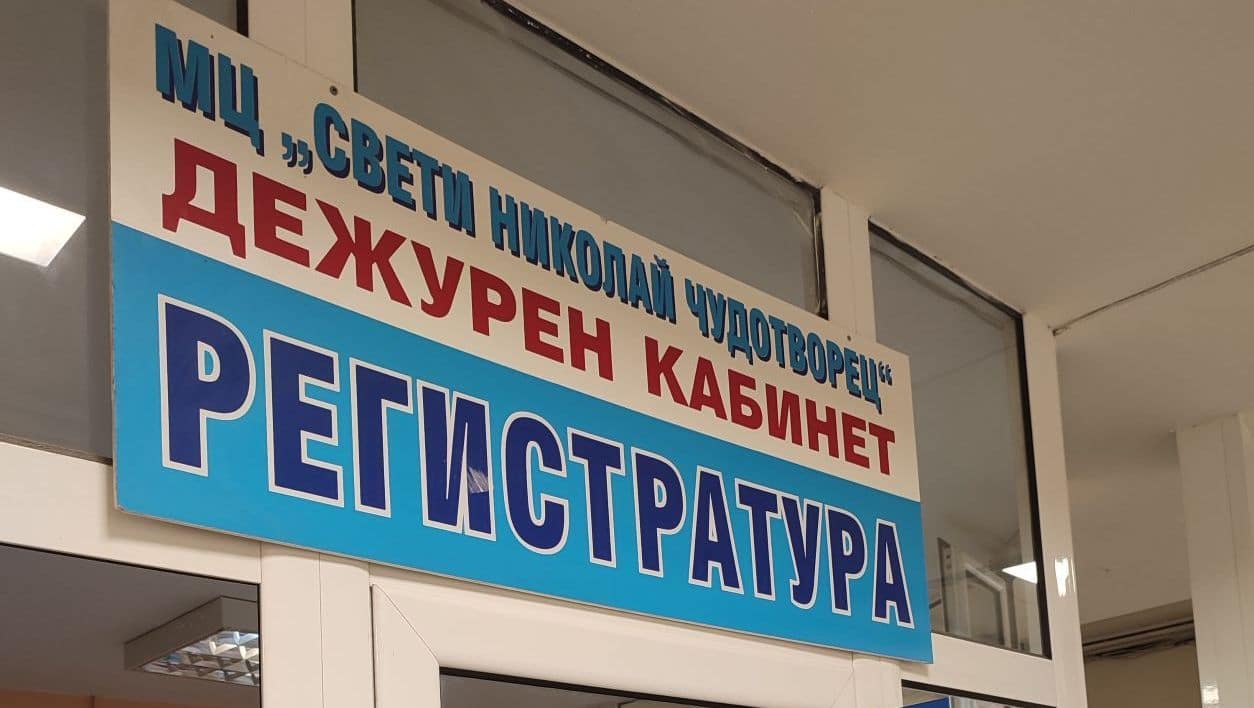 МЦ „СВЕТИ НИКОЛАЙ ЧУДОТВОРЕЦ“
ДЕЖУРЕН КАБИНЕТ
РЕГИСТРАТУРА